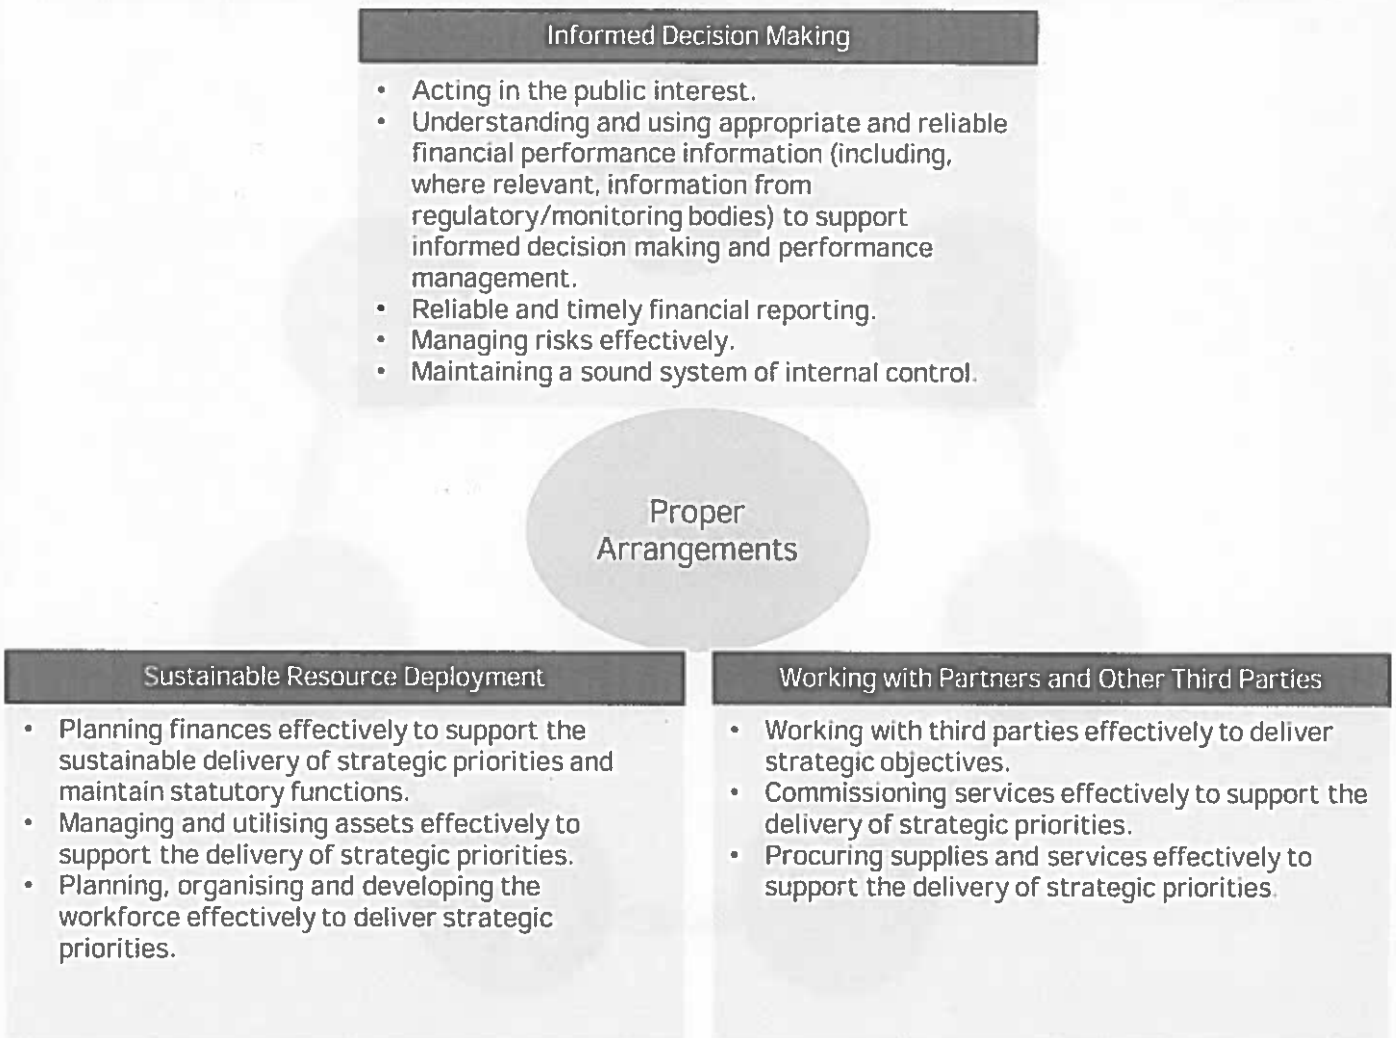 Informed Decision Making
• Acting in the public interest.
• Understanding and using appropriate and reliable
financial performance information (including,
where relevant, information from
regulatory/monitoring bodies) to support
informed decision making and performance
management.
• Reliable and timely financial reporting.
• Managing risks effectively.
• Maintaining a sound system of internal control.
Proper
Arrangements
Sustainable Resource Deployment
• Planning finances effectively to support the
sustainable delivery of strategic priorities and
maintain statutory functions.
• Managing and utilising assets effectively to
support the delivery of strategic priorities.
• Planning, organising and developing the
workforce effectively to deliver strategic
priorities.
Working with Partners and Other Third Parties
• Working with third parties effectively to deliver
strategic objectives.
• Commissioning services effectively to support the
delivery of strategic priorities.
• Procuring supplies and services effectively to
support the delivery of strategic priorities.